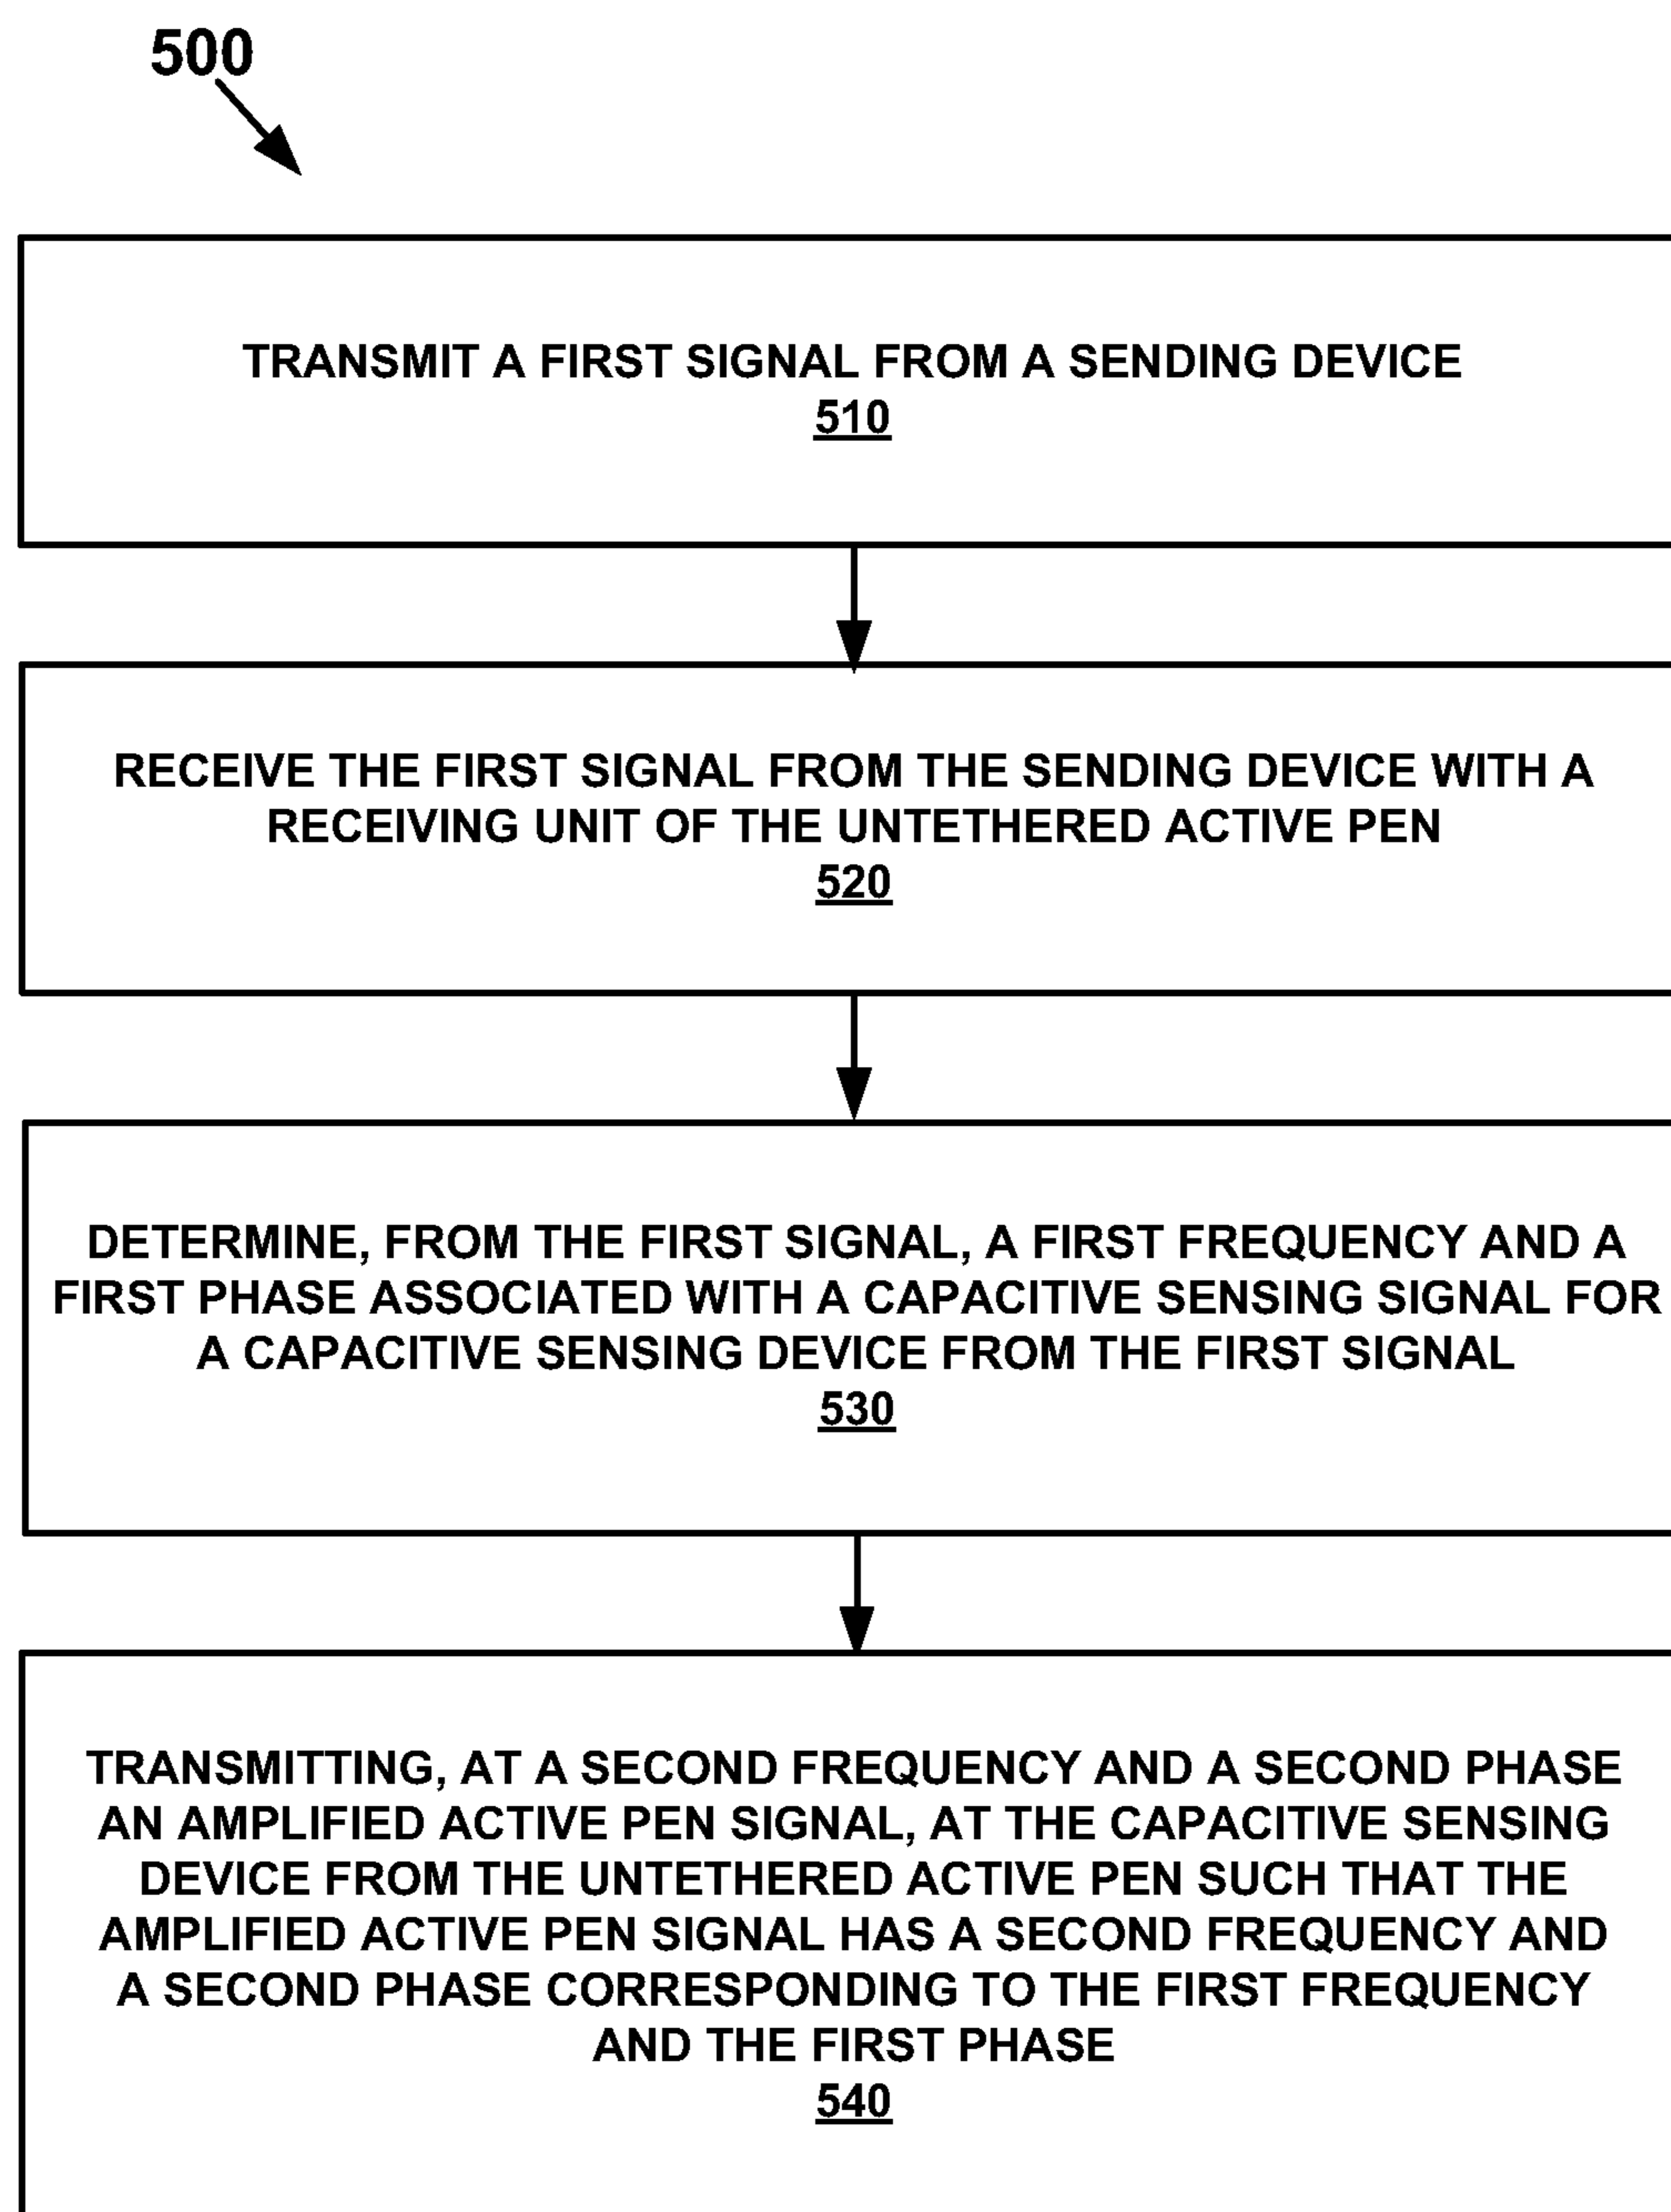 500
TRANSMIT A FIRST SIGNAL FROM A SENDING DEVICE
510
RECEIVE THE FIRST SIGNAL FROM THE SENDING DEVICE WITH A
RECEIVING UNIT OF THE UNTETHERED ACTIVE PEN
520
DETERMINE, FROM THE FIRST SIGNAL, A FIRST FREQUENCY AND A
FIRST PHASE ASSOCIATED WITH A CAPACITIVE SENSING SIGNAL FOR
A CAPACITIVE SENSING DEVICE FROM THE FIRST SIGNAL
530
TRANSMITTING, AT A SECOND FREQUENCY AND A SECOND PHASE
AN AMPLIFIED ACTIVE PEN SIGNAL, AT THE CAPACITIVE SENSING
DEVICE FROM THE UNTETHERED ACTIVE PEN SUCH THAT THE
AMPLIFIED ACTIVE PEN SIGNAL HAS A SECOND FREQUENCY AND
A SECOND PHASE CORRESPONDING TO THE FIRST FREQUENCY
AND THE FIRST PHASE
540